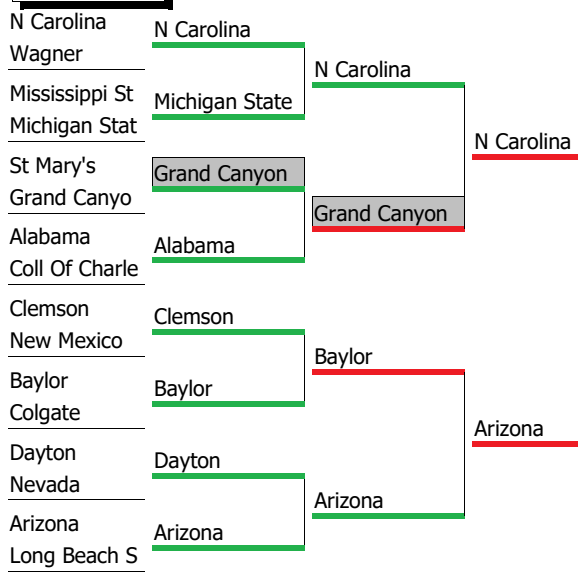 N Carolina
Wagner
Mississippi St
Michigan Stat
St Mary's
Grand Canyo
Alabama
Coll Of Charle
Clemson
New Mexico
Baylor
Colgate
Dayton
Nevada
Arizona
Long Beach S
N Carolina
Michigan State
Grand Canyon
Alabama
Clemson
Baylor
Dayton
Arizona
N Carolina
Grand Canyon
Baylor
Arizona
N Carolina
Arizona